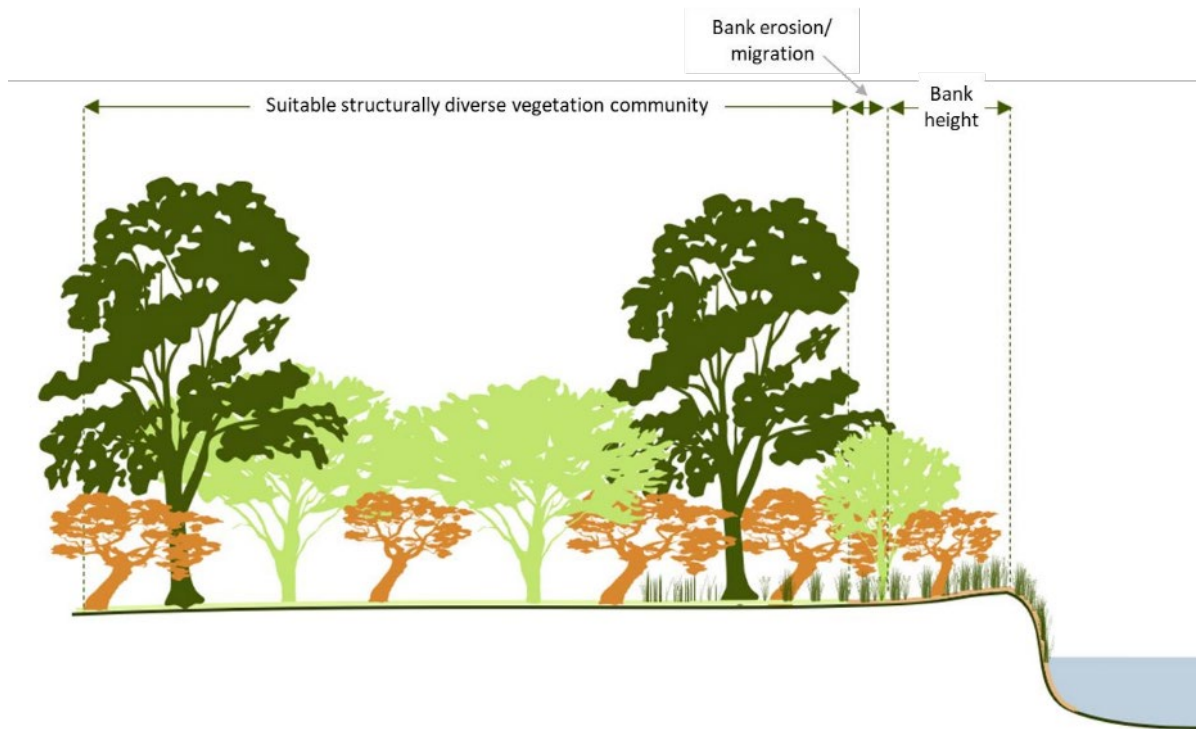 Bank erosion/
migration
Suitable structurally diverse vegetation community
Bank
height